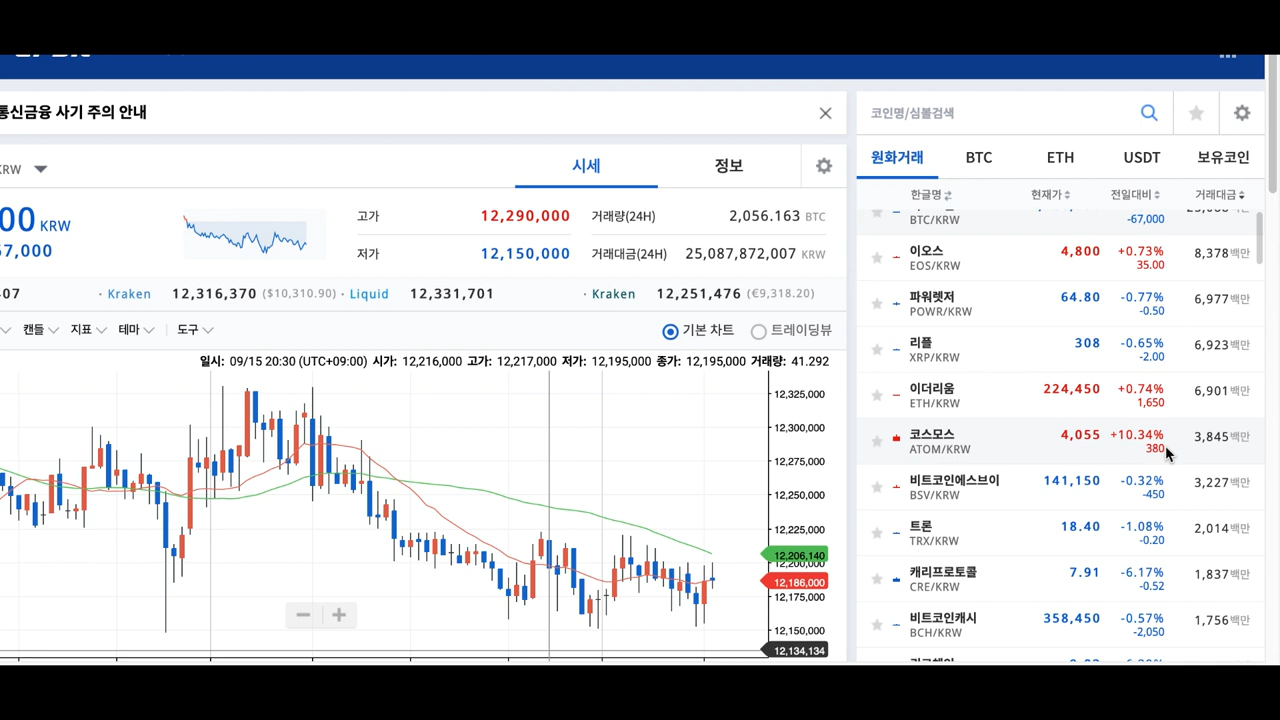 통신금융 사기 주의 안내
코인명/심볼검색
KRW
시세
정보
원화거래 BTC ETH USDT 보유코인
한글명 현재가 전일대비 거래대금
00 KRW
67,000
고가 12,290,000 거래량(24H) 2,056.163 BTC
저가 12,150,000 거래대금(24H) 25,087,872,007 KRW
· Kraken 12,316,370 ($10,310.90) · Liquid 12,331,701 · Kraken 12,251,476 (€9,318.20)
캔들 지표 테마 도구 기본 차트 트레이딩뷰
일시: 09/15 20:30 (UTC+09:00) 시가: 12,216,000 고가: 12,217,000 저가: 12,195,000 종가: 12,195,000 거래량: 41.292
12,325,000
12,300,000
12,275,000
12,250,000
12,225,000
12,206,140
12,200,000
12,186,000
12,175,000
12,150,000
12,134,134
BTC/KRW -67,000
이오스 4,800 +0.73% 8,378백만
EOS/KRW 35.00
파워렛저 64.80 -0.77% 6,977백만
POWR/KRW -0.50
리플 308 -0.65% 6,923백만
XRP/KRW -2.00
이더리움 224,450 +0.74% 6,901백만
ETH/KRW 1,650
코스모스 4,055 +10.34% 3,845백만
ATOM/KRW 380
비트코인에스브이 141,150 -0.32% 3,227백만
BSV/KRW -450
트론 18.40 -1.08% 2,014백만
TRX/KRW -0.20
캐리프로토콜 7.91 -6.17% 1,837백만
CRE/KRW -0.52
비트코인캐시 358,450 -0.57% 1,756백만
BCH/KRW -2,050